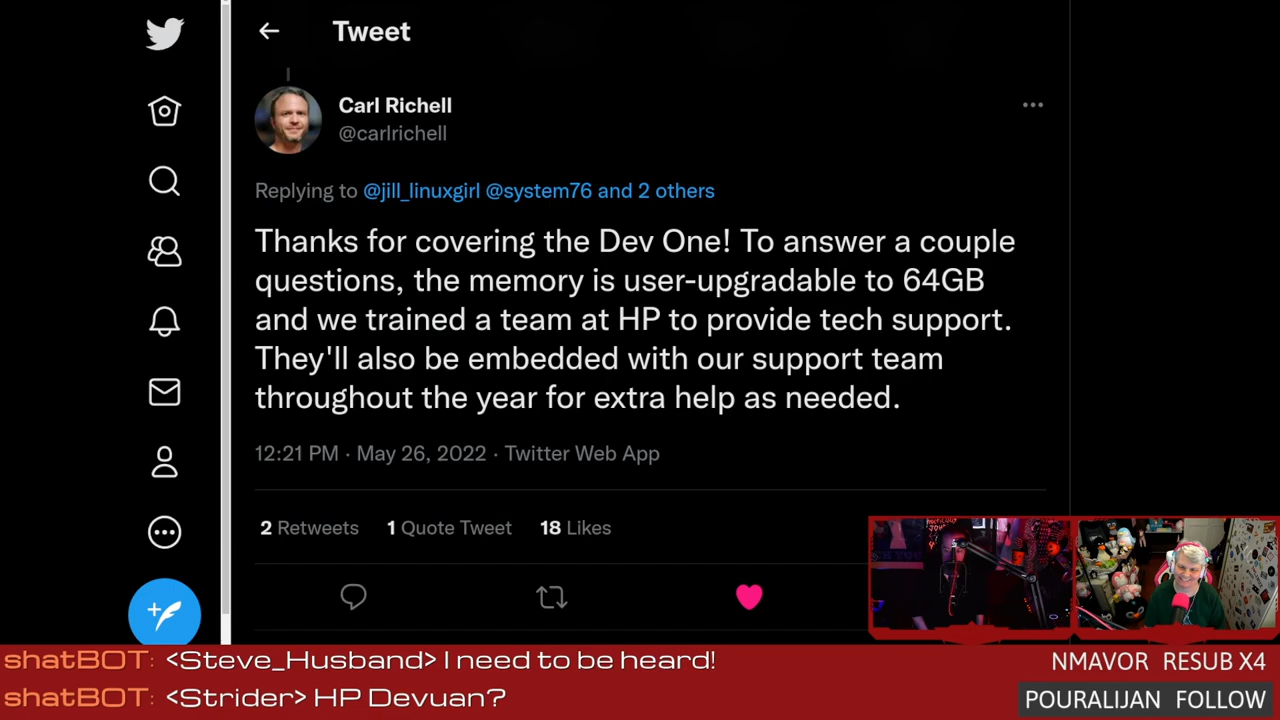 Tweet
Carl Richell
@carlrichell
Replying to @jill_linuxgirl @system76 and 2 others
Thanks for covering the Dev One! To answer a couple
questions, the memory is user-upgradable to 64GB
and we trained a team at HP to provide tech support.
They'll also be embedded with our support team
throughout the year for extra help as needed.
12:21 PM · May 26, 2022 · Twitter Web App
2 Retweets 1 Quote Tweet 18 Likes
shatBOT: <Steve_Husband> I need to be heard!
NMAVOR RESUB X4
shatBOT: <Strider> HP Devuan?
POURALIJAN FOLLOW